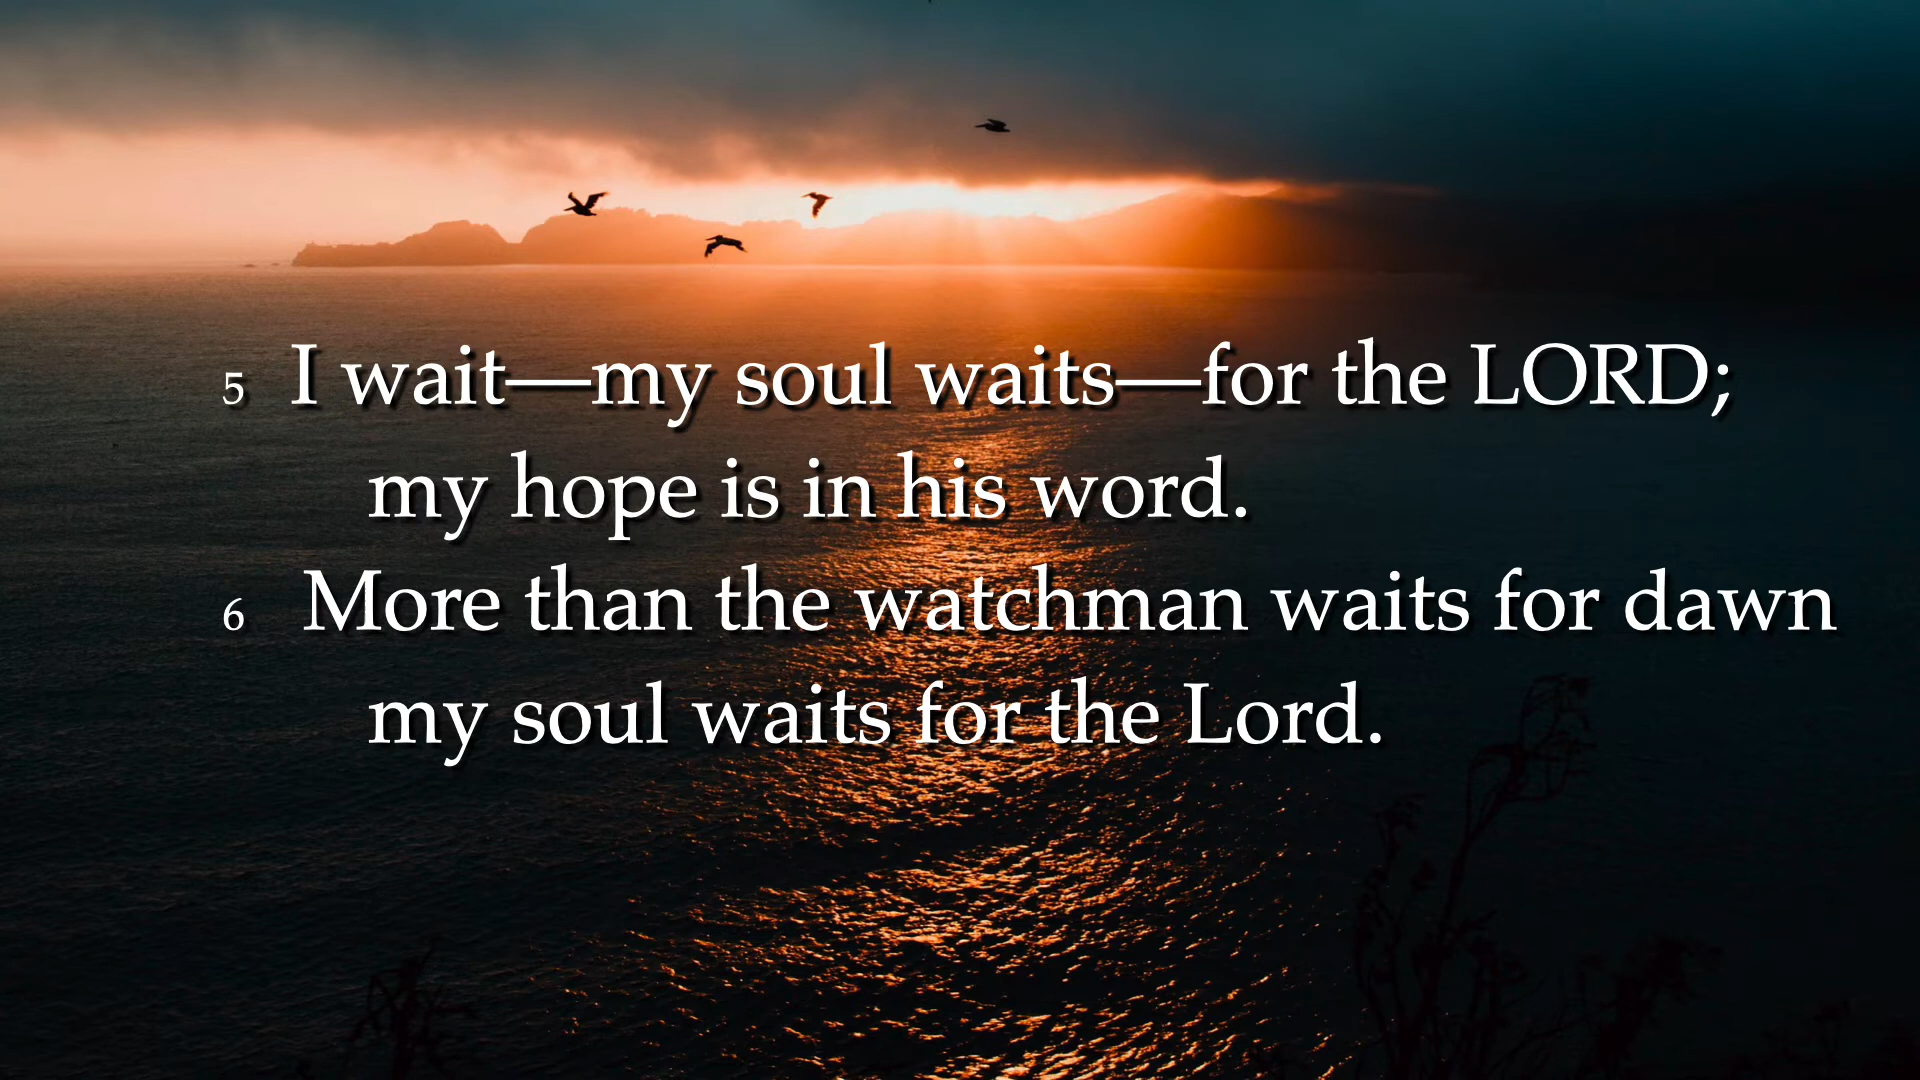 5 I wait—my soul waits—for the LORD;
my hope is in his word.
6 More than the watchman waits for dawn
my soul waits for the Lord.